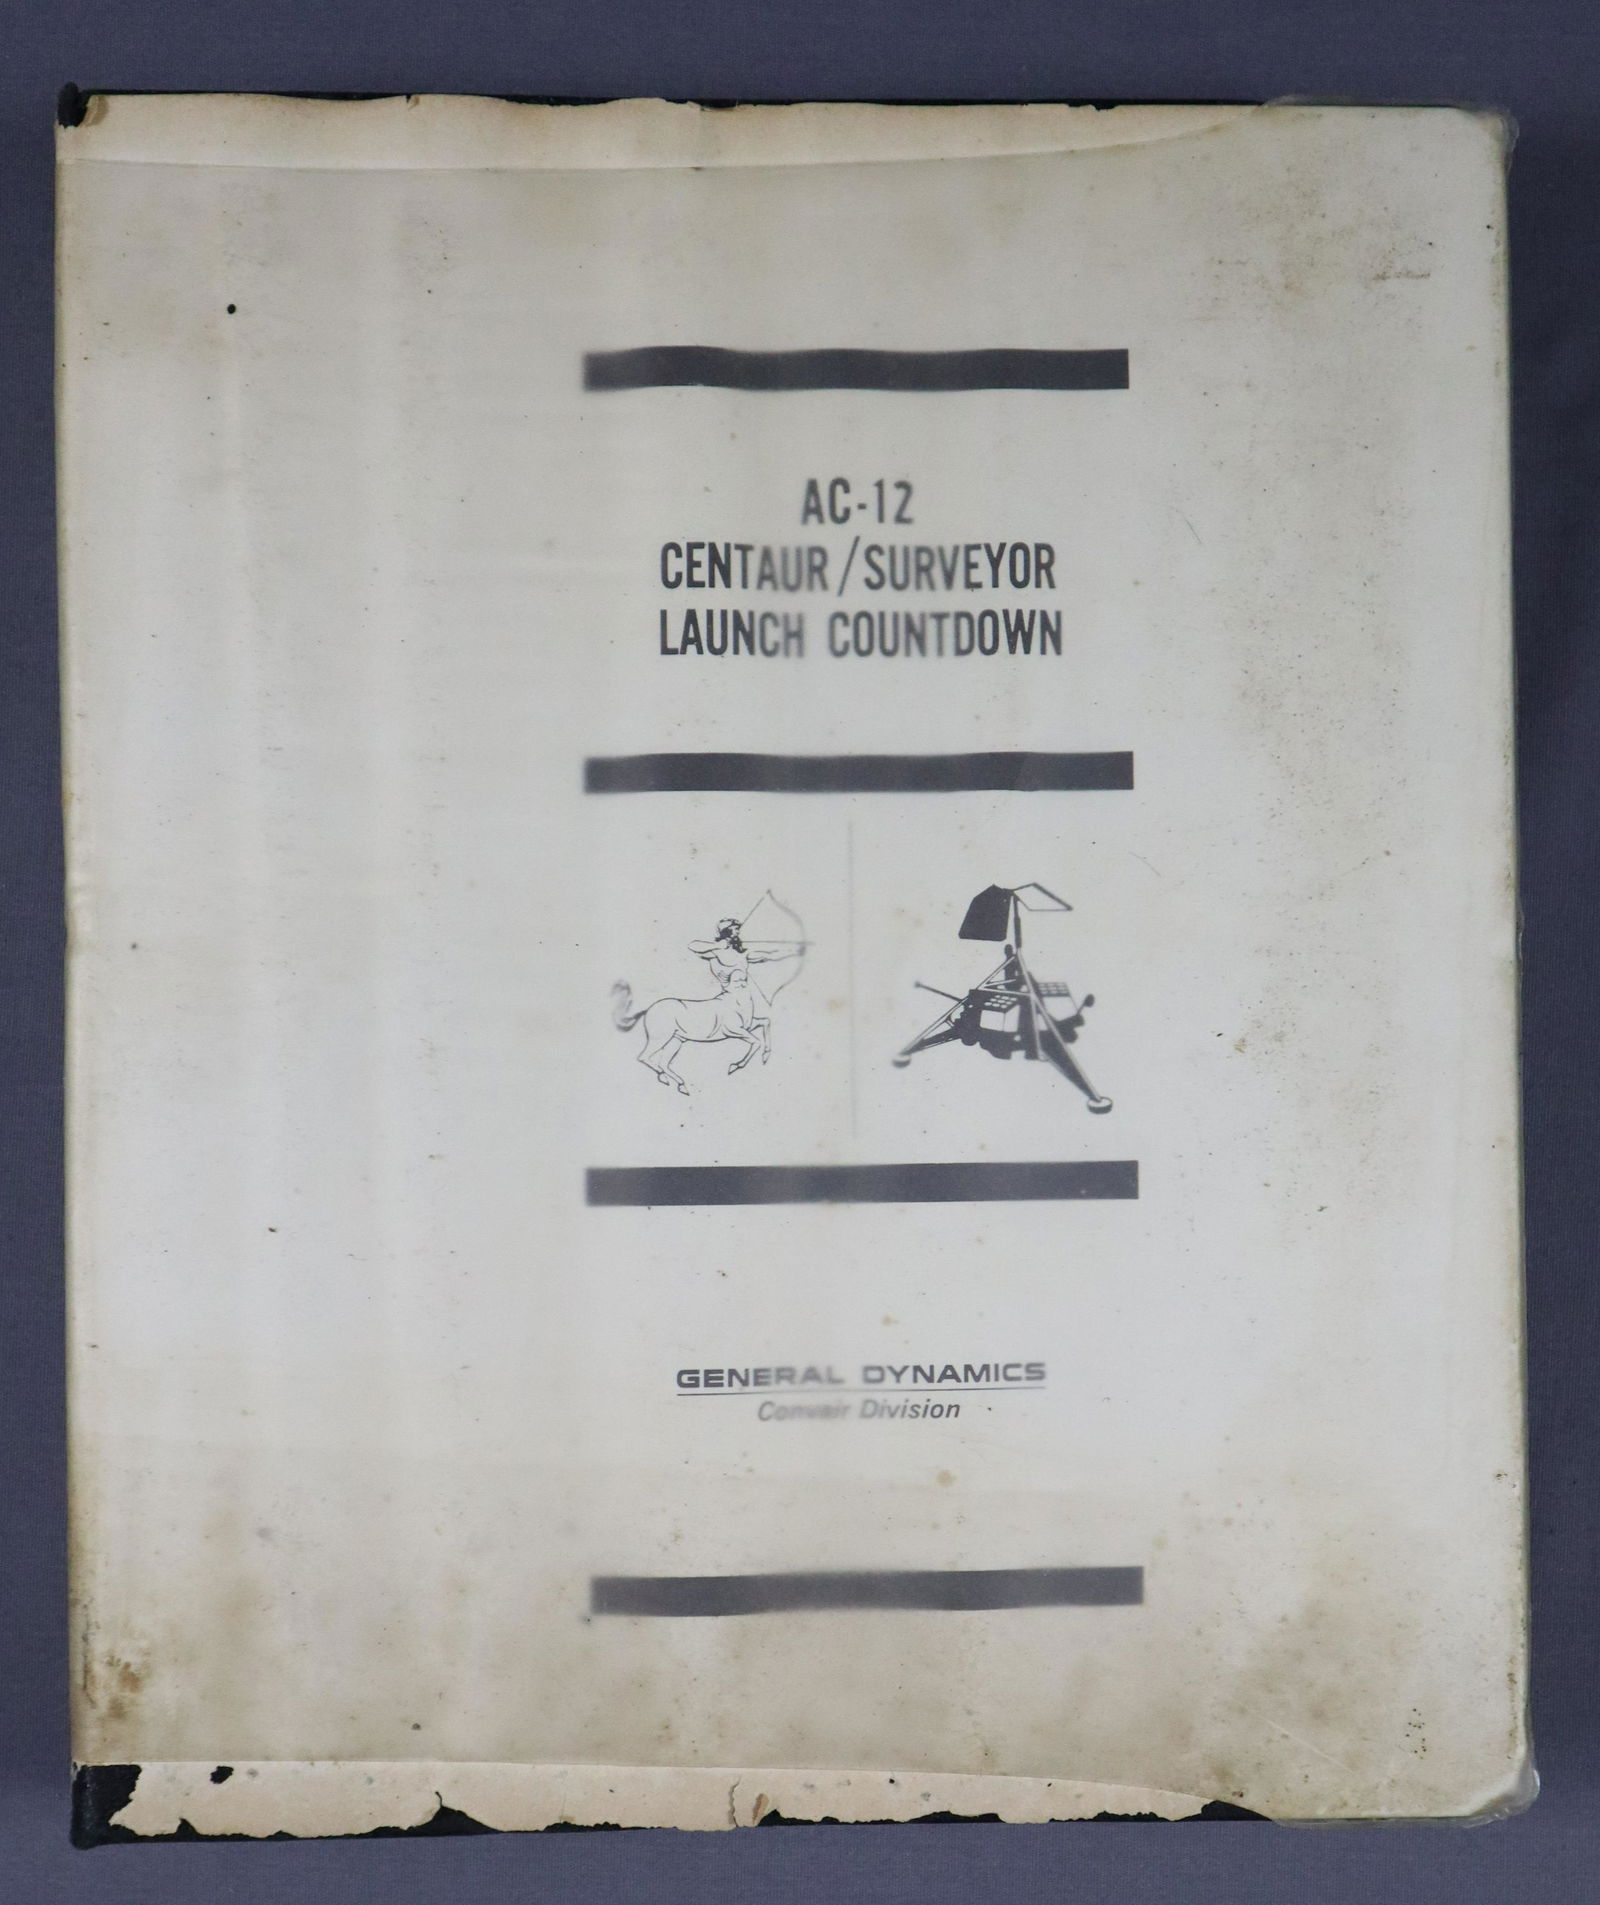 AC-12
CENTAUR/SURVEYOR
LAUNCH COUNTDOWN
GENERAL DYNAMICS
Convair Division